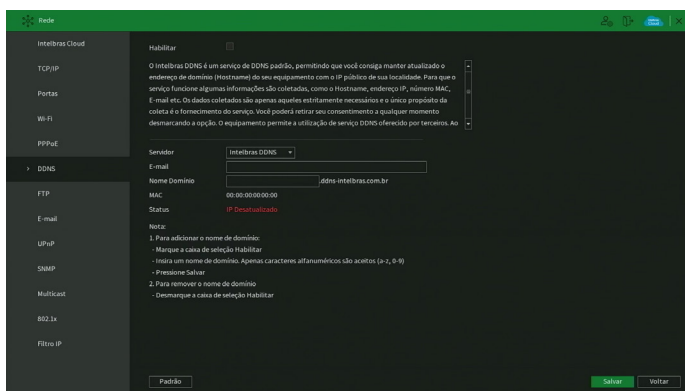 Rede
Intelbras Cloud
TCP/IP
Portas
Wi-Fi
PPPoE
> DDNS
FTP
E-mail
UPnP
SNMP
Multicast
802.1x
Filtro IP
Habilitar
O Intelbras DDNS é um serviço de DDNS padrão, permitindo que você consiga manter atualizado o
endereço de domínio (Hostname) do seu equipamento com o IP público de sua localidade. Para que o
serviço funcione algumas informações são coletadas, como o Hostname, endereço IP, número MAC,
E-mail etc. Os dados coletados são apenas aqueles estritamente necessários e o único propósito da
coleta é o fornecimento do serviço. Você poderá retirar seu consentimento a qualquer momento
desmarcando a opção. O equipamento permite a utilização de serviço DDNS oferecido por terceiros. Ao
Servidor Intelbras DDNS
E-mail
Nome Domínio .ddns-intelbras.com.br
MAC 00:00:00:00:00:00
Status IP Desatualizado
Nota:
1. Para adicionar o nome de domínio:
- Marque a caixa de seleção Habilitar
- Insira um nome de domínio. Apenas caracteres alfanuméricos são aceitos (a-z, 0-9)
- Pressione Salvar
2. Para remover o nome de domínio
- Desmarque a caixa de seleção Habilitar
Padrão Salvar Voltar